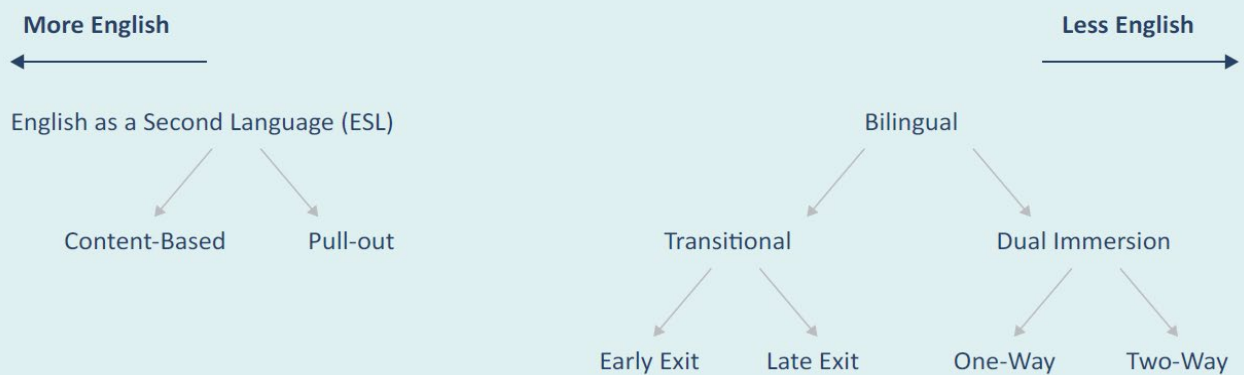 More English
Less English
English as a Second Language (ESL)
Bilingual
Content-Based
Pull-out
Transitional
Dual Immersion
Early Exit
Late Exit
One-Way
Two-Way